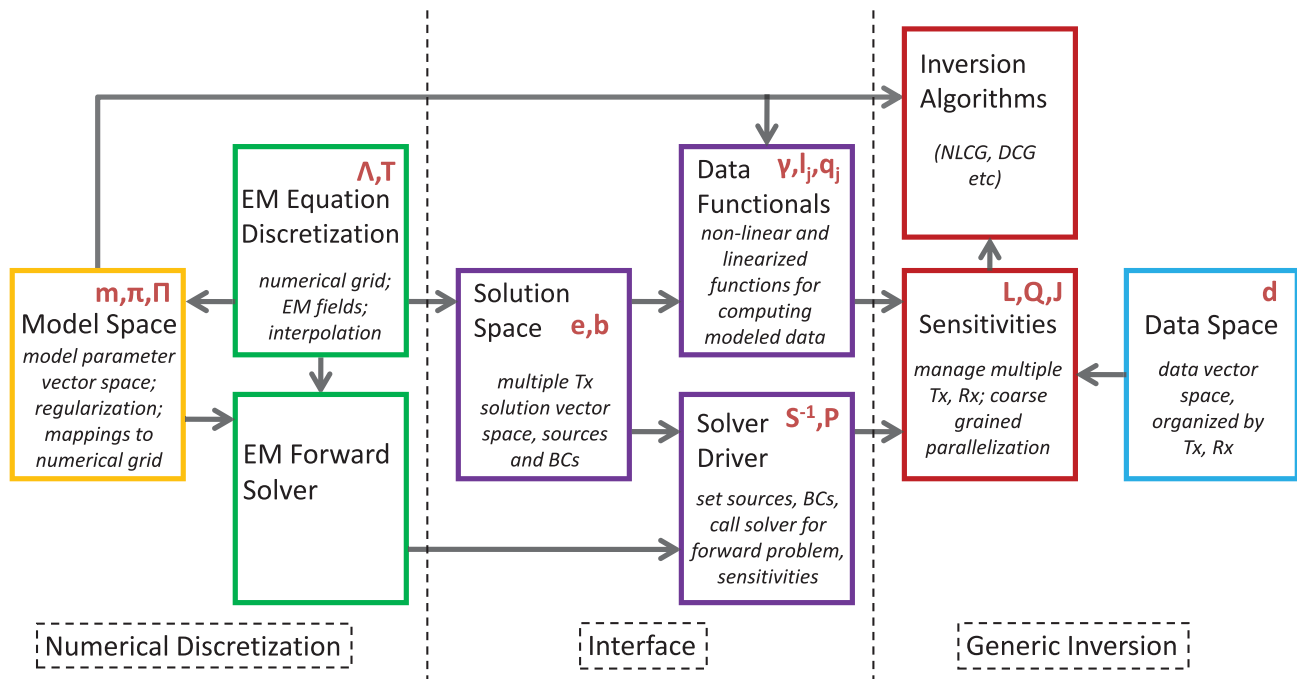 Λ,T
EM Equation
Discretization
numerical grid;
EM fields;
interpolation
m,π,Π
Model Space
model parameter
vector space;
regularization;
mappings to
numerical grid
EM Forward
Solver
Numerical Discretization
Solution
Space e,b
multiple Tx
solution vector
space, sources
and BCs
Data γ,lⱼ,qⱼ
Functionals
non-linear and
linearized
functions for
computing
modeled data
Solver S⁻¹,P
Driver
set sources, BCs,
call solver for
forward problem,
sensitivities
Interface
Inversion
Algorithms
(NLCG, DCG
etc)
L,Q,J
Sensitivities
manage multiple
Tx, Rx; coarse
grained
parallelization
d
Data Space
data vector
space,
organized by
Tx, Rx
Generic Inversion